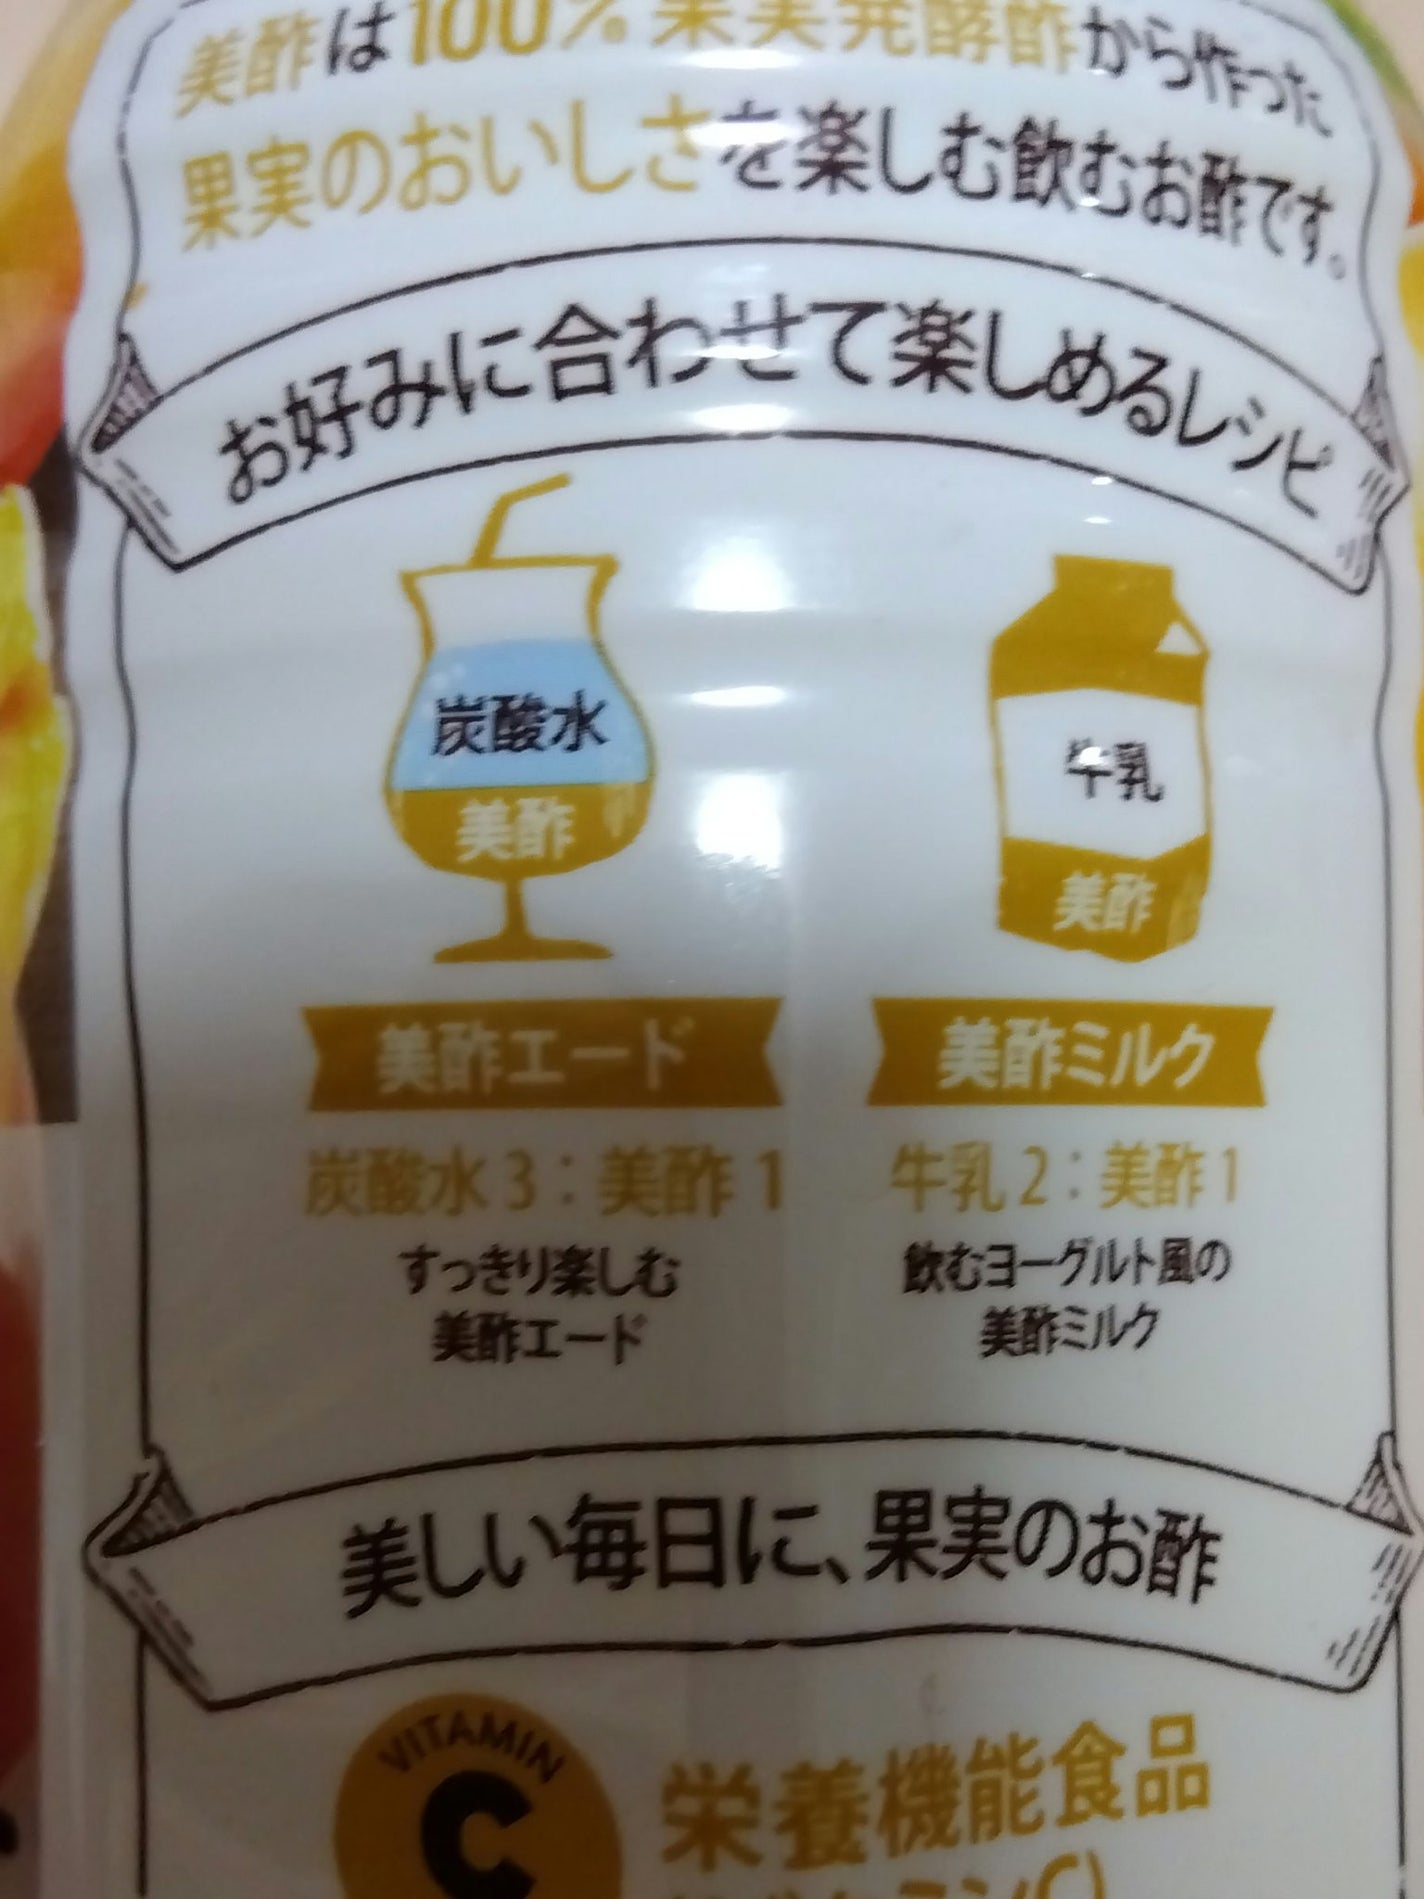 美酢は100%果実発酵酢から作った
果実のおいしさを楽しむ飲むお酢です。
お好みに合わせて楽しめるレシピ
炭酸水
美酢
牛乳
美酢
美酢エード
美酢ミルク
炭酸水3:美酢1
牛乳2:美酢1
すっきり楽しむ
美酢エード
飲むヨーグルト風の
美酢ミルク
美しい毎日に、果実のお酢
VITAMIN
C
栄養機能食品